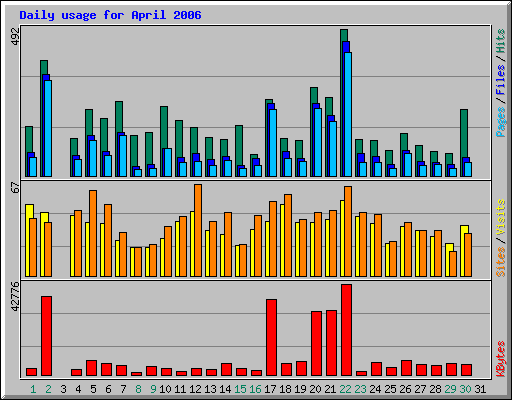 Daily usage for April 2006
492
Pages / Files / Hits
67
Sites / Visits
42776
KBytes
1 2 3 4 5 6 7 8 9 10 11 12 13 14 15 16 17 18 19 20 21 22 23 24 25 26 27 28 29 30 31